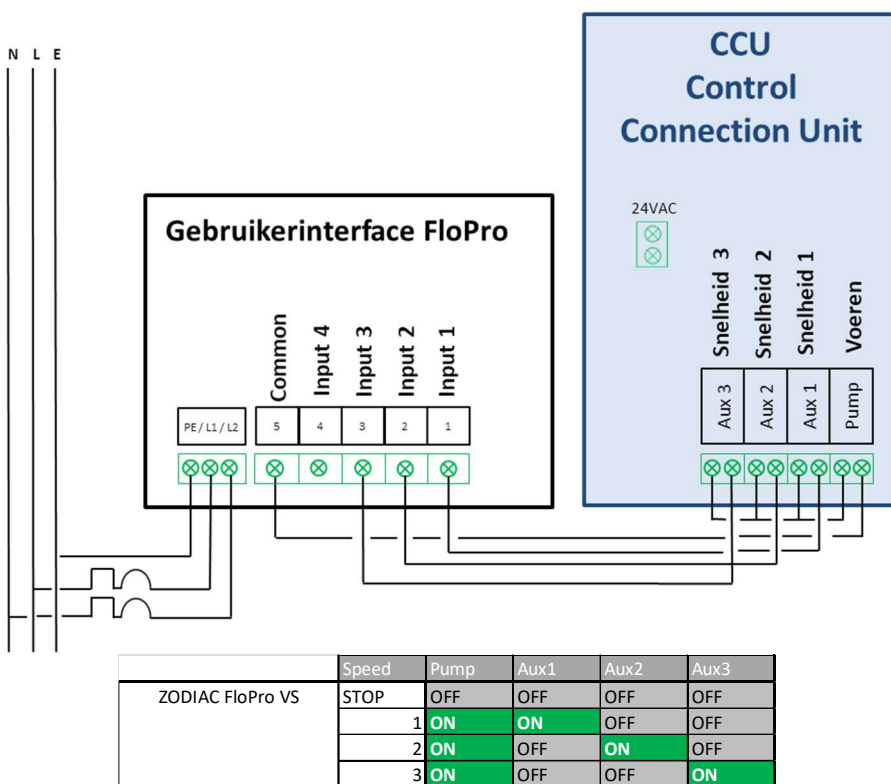 N L E
CCU
Control
Connection Unit
24VAC
Gebruikerinterface FloPro
Common
Input 4
Input 3
Input 2
Input 1
Snelheid 3
Snelheid 2
Snelheid 1
Voeren
PE/L1/L2 5 4 3 2 1
Aux 3
Aux 2
Aux 1
Pump
Speed Pump Aux1 Aux2 Aux3
ZODIAC FloPro VS STOP OFF OFF OFF OFF
1 ON ON OFF OFF
2 ON OFF ON OFF
3 ON OFF OFF ON